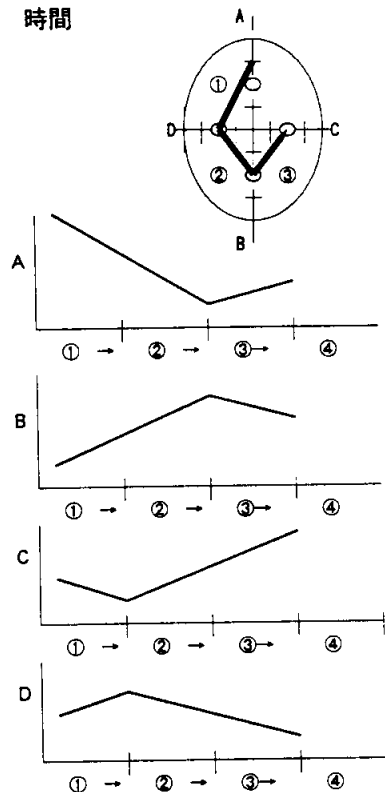 時間
A
①
D C
② ③
B
A
① → ② → ③→ ④
B
① → ② → ③→ ④
C
① → ② → ③→ ④
D
① → ② → ③→ ④